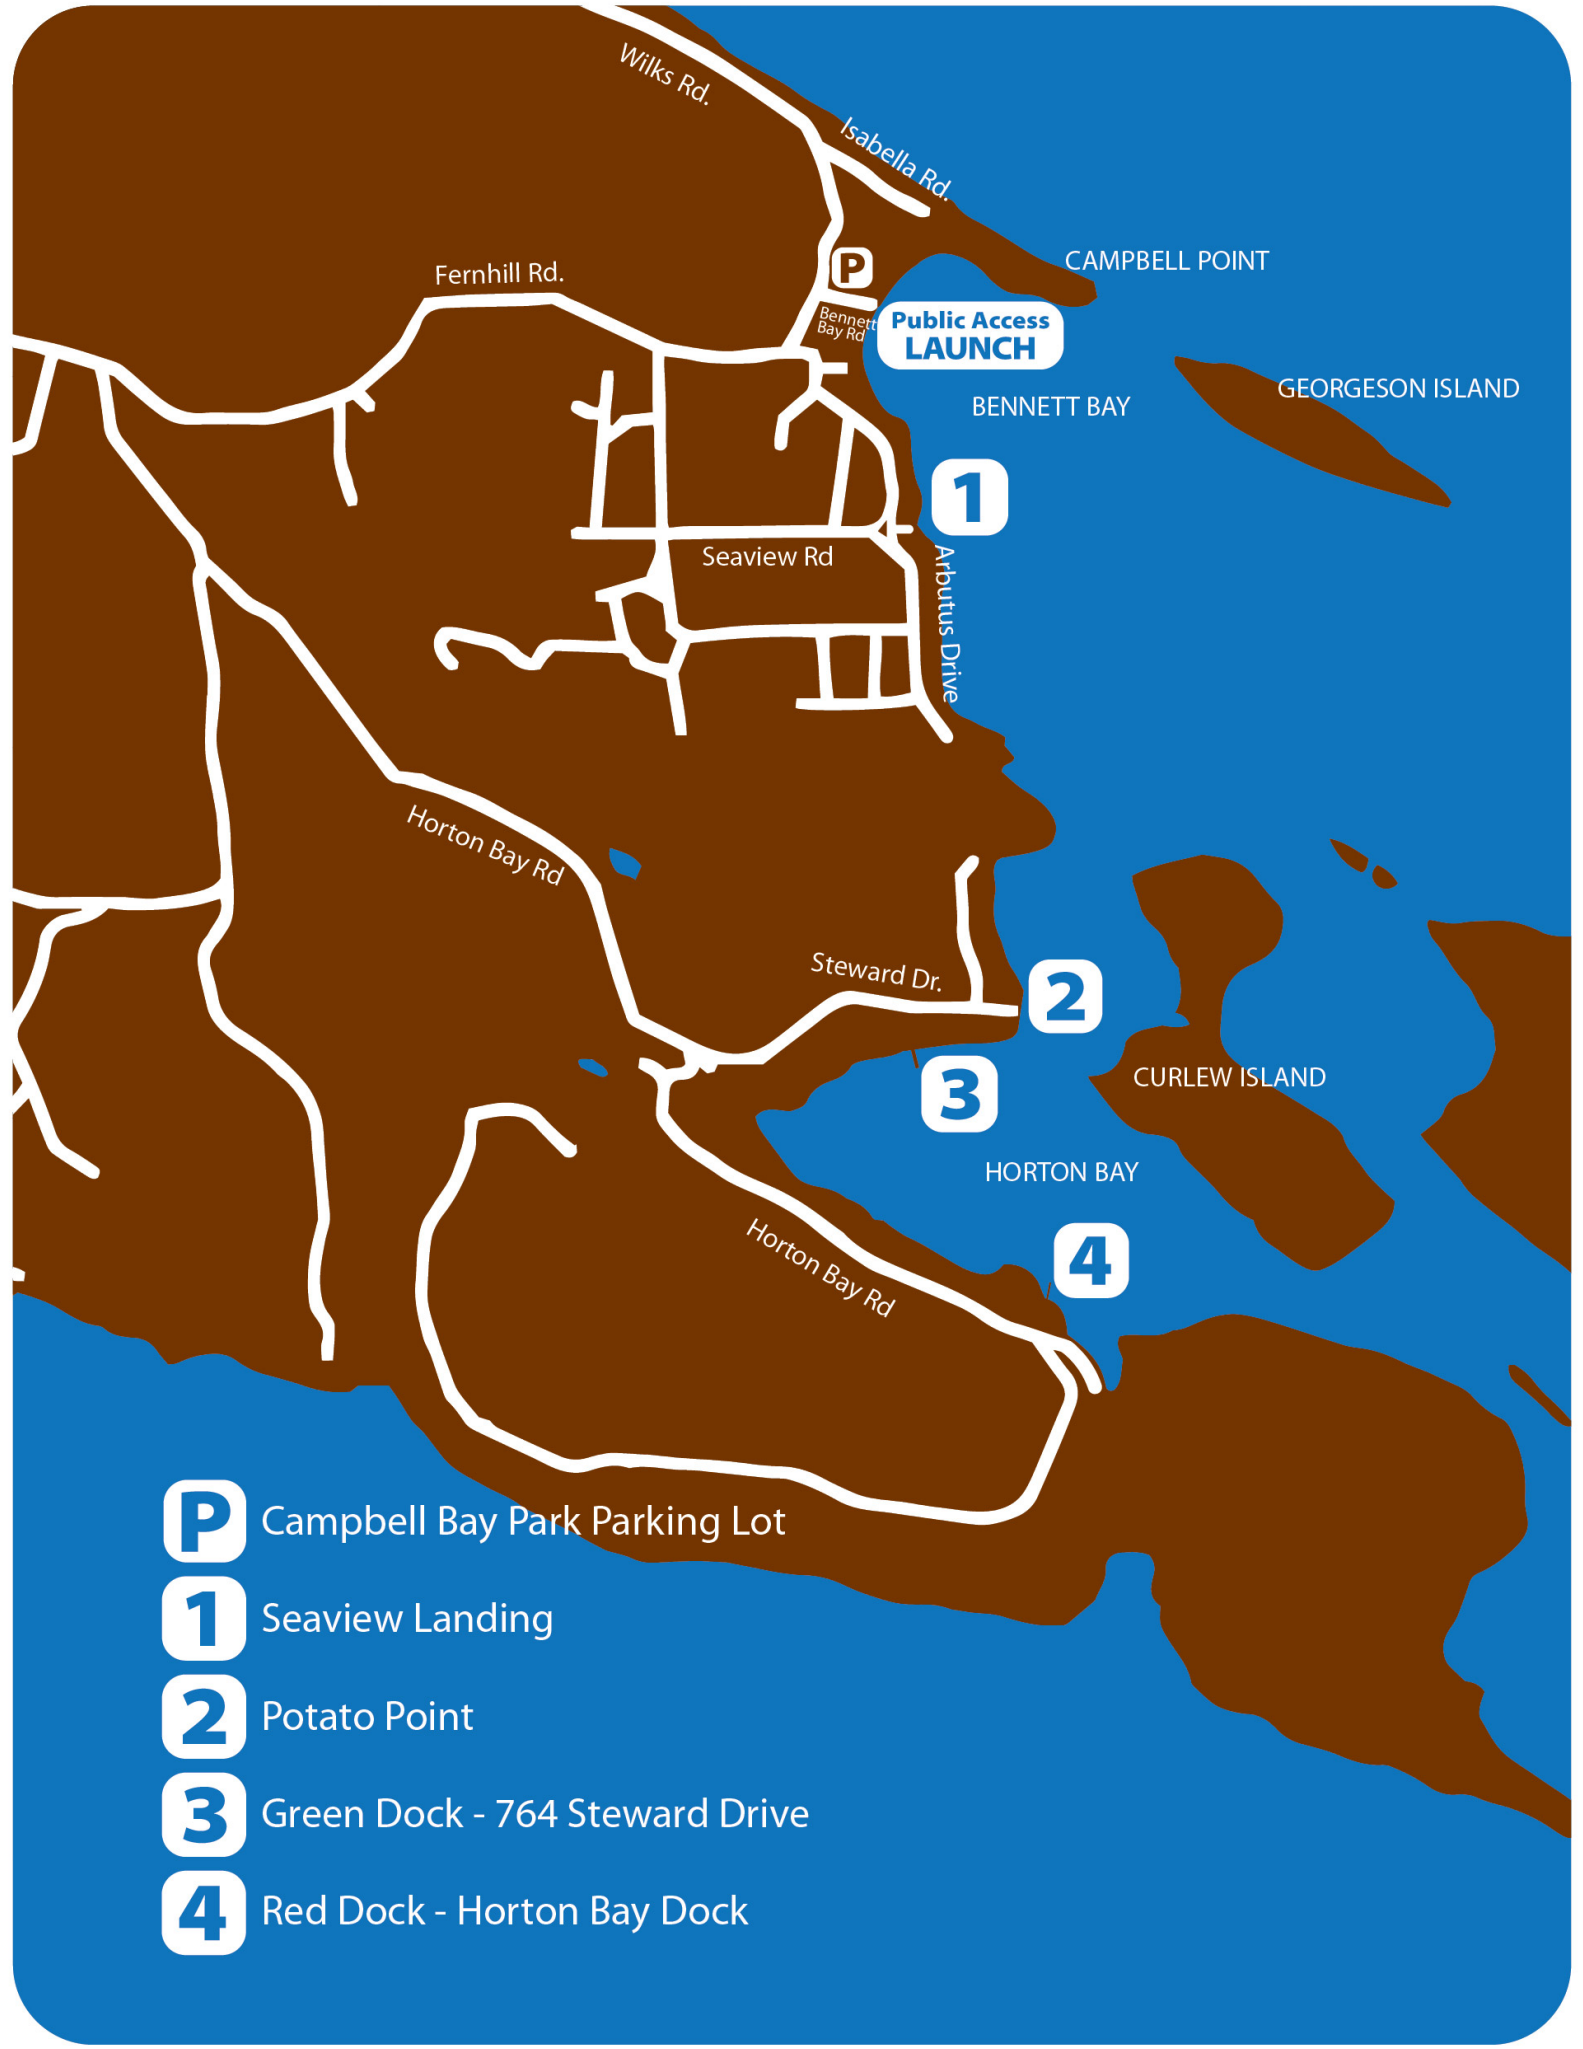 Wilks Rd.
Isabella Rd.
CAMPBELL POINT
Fernhill Rd.
P
Bennett
Bay Rd
Public Access
LAUNCH
GEORGESON ISLAND
BENNETT BAY
1
Seaview Rd
Arbutus Drive
Horton Bay Rd
Steward Dr.
2
3
CURLEW ISLAND
HORTON BAY
Horton Bay Rd
4
P Campbell Bay Park Parking Lot
1 Seaview Landing
2 Potato Point
3 Green Dock - 764 Steward Drive
4 Red Dock - Horton Bay Dock